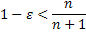 1 − ε < n/(n + 1)